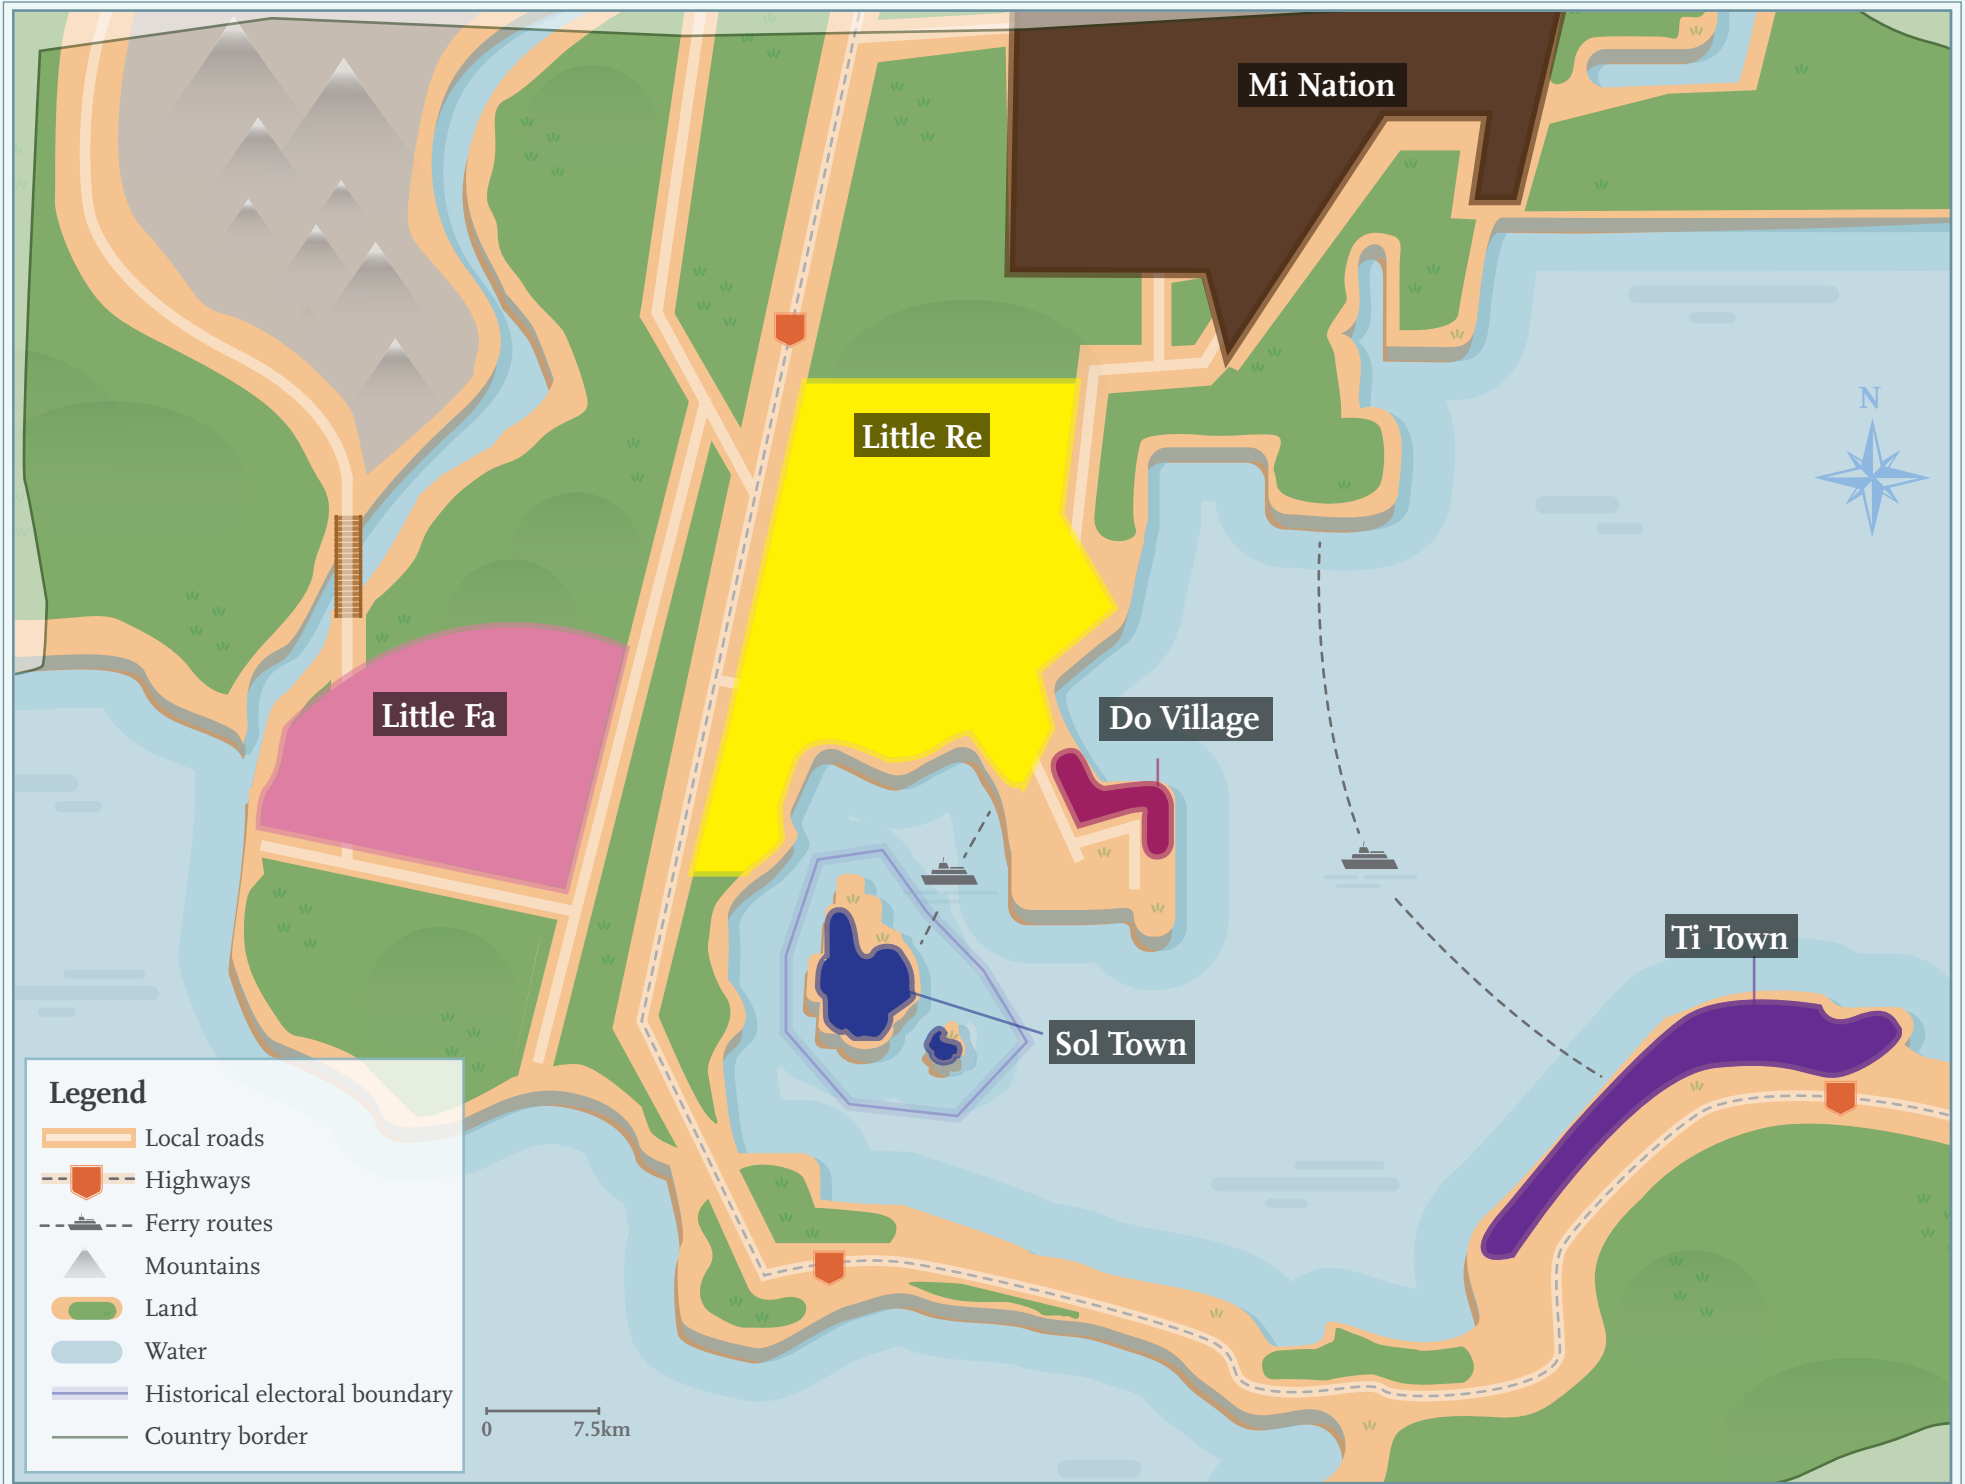 Mi Nation
N
Little Re
Little Fa
Do Village
Ti Town
Sol Town
Legend
Local roads
Highways
Ferry routes
Mountains
Land
Water
Historical electoral boundary
Country border
0 7.5km